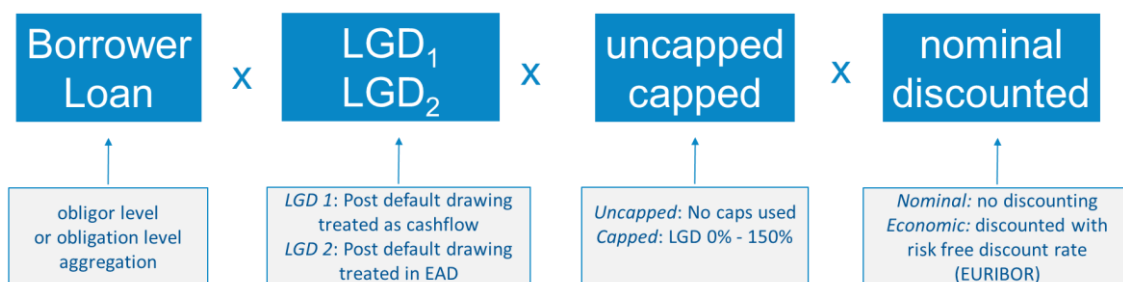 Borrower
Loan
x
LGD₁
LGD₂
x
uncapped
capped
x
nominal
discounted
obligor level
or obligation level
aggregation
LGD 1: Post default drawing
treated as cashflow
LGD 2: Post default drawing
treated in EAD
Uncapped: No caps used
Capped: LGD 0% - 150%
Nominal: no discounting
Economic: discounted with
risk free discount rate
(EURIBOR)